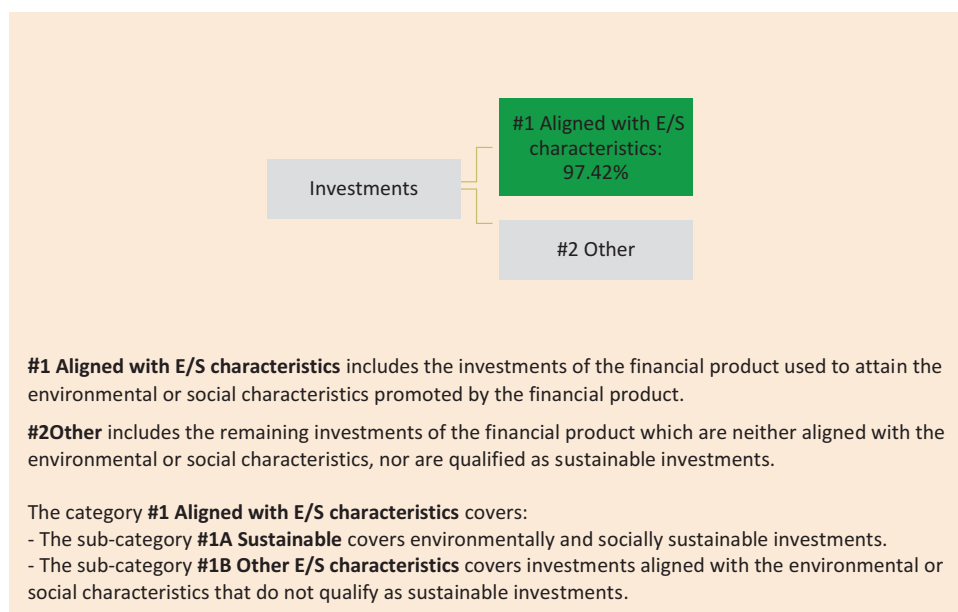 #1 Aligned with E/S
characteristics:
97.42%
Investments
#2 Other
#1 Aligned with E/S characteristics includes the investments of the financial product used to attain the
environmental or social characteristics promoted by the financial product.
#2Other includes the remaining investments of the financial product which are neither aligned with the
environmental or social characteristics, nor are qualified as sustainable investments.
The category #1 Aligned with E/S characteristics covers:
- The sub-category #1A Sustainable covers environmentally and socially sustainable investments.
- The sub-category #1B Other E/S characteristics covers investments aligned with the environmental or
social characteristics that do not qualify as sustainable investments.